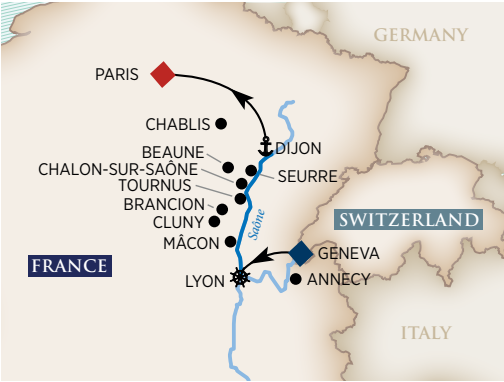 GERMANY
PARIS
CHABLIS
DIJON
BEAUNE
CHALON-SUR-SAÔNE
SEURRE
TOURNUS
BRANCION
CLUNY
SWITZERLAND
Saône
MÂCON
GENEVA
FRANCE
LYON
ANNECY
ITALY